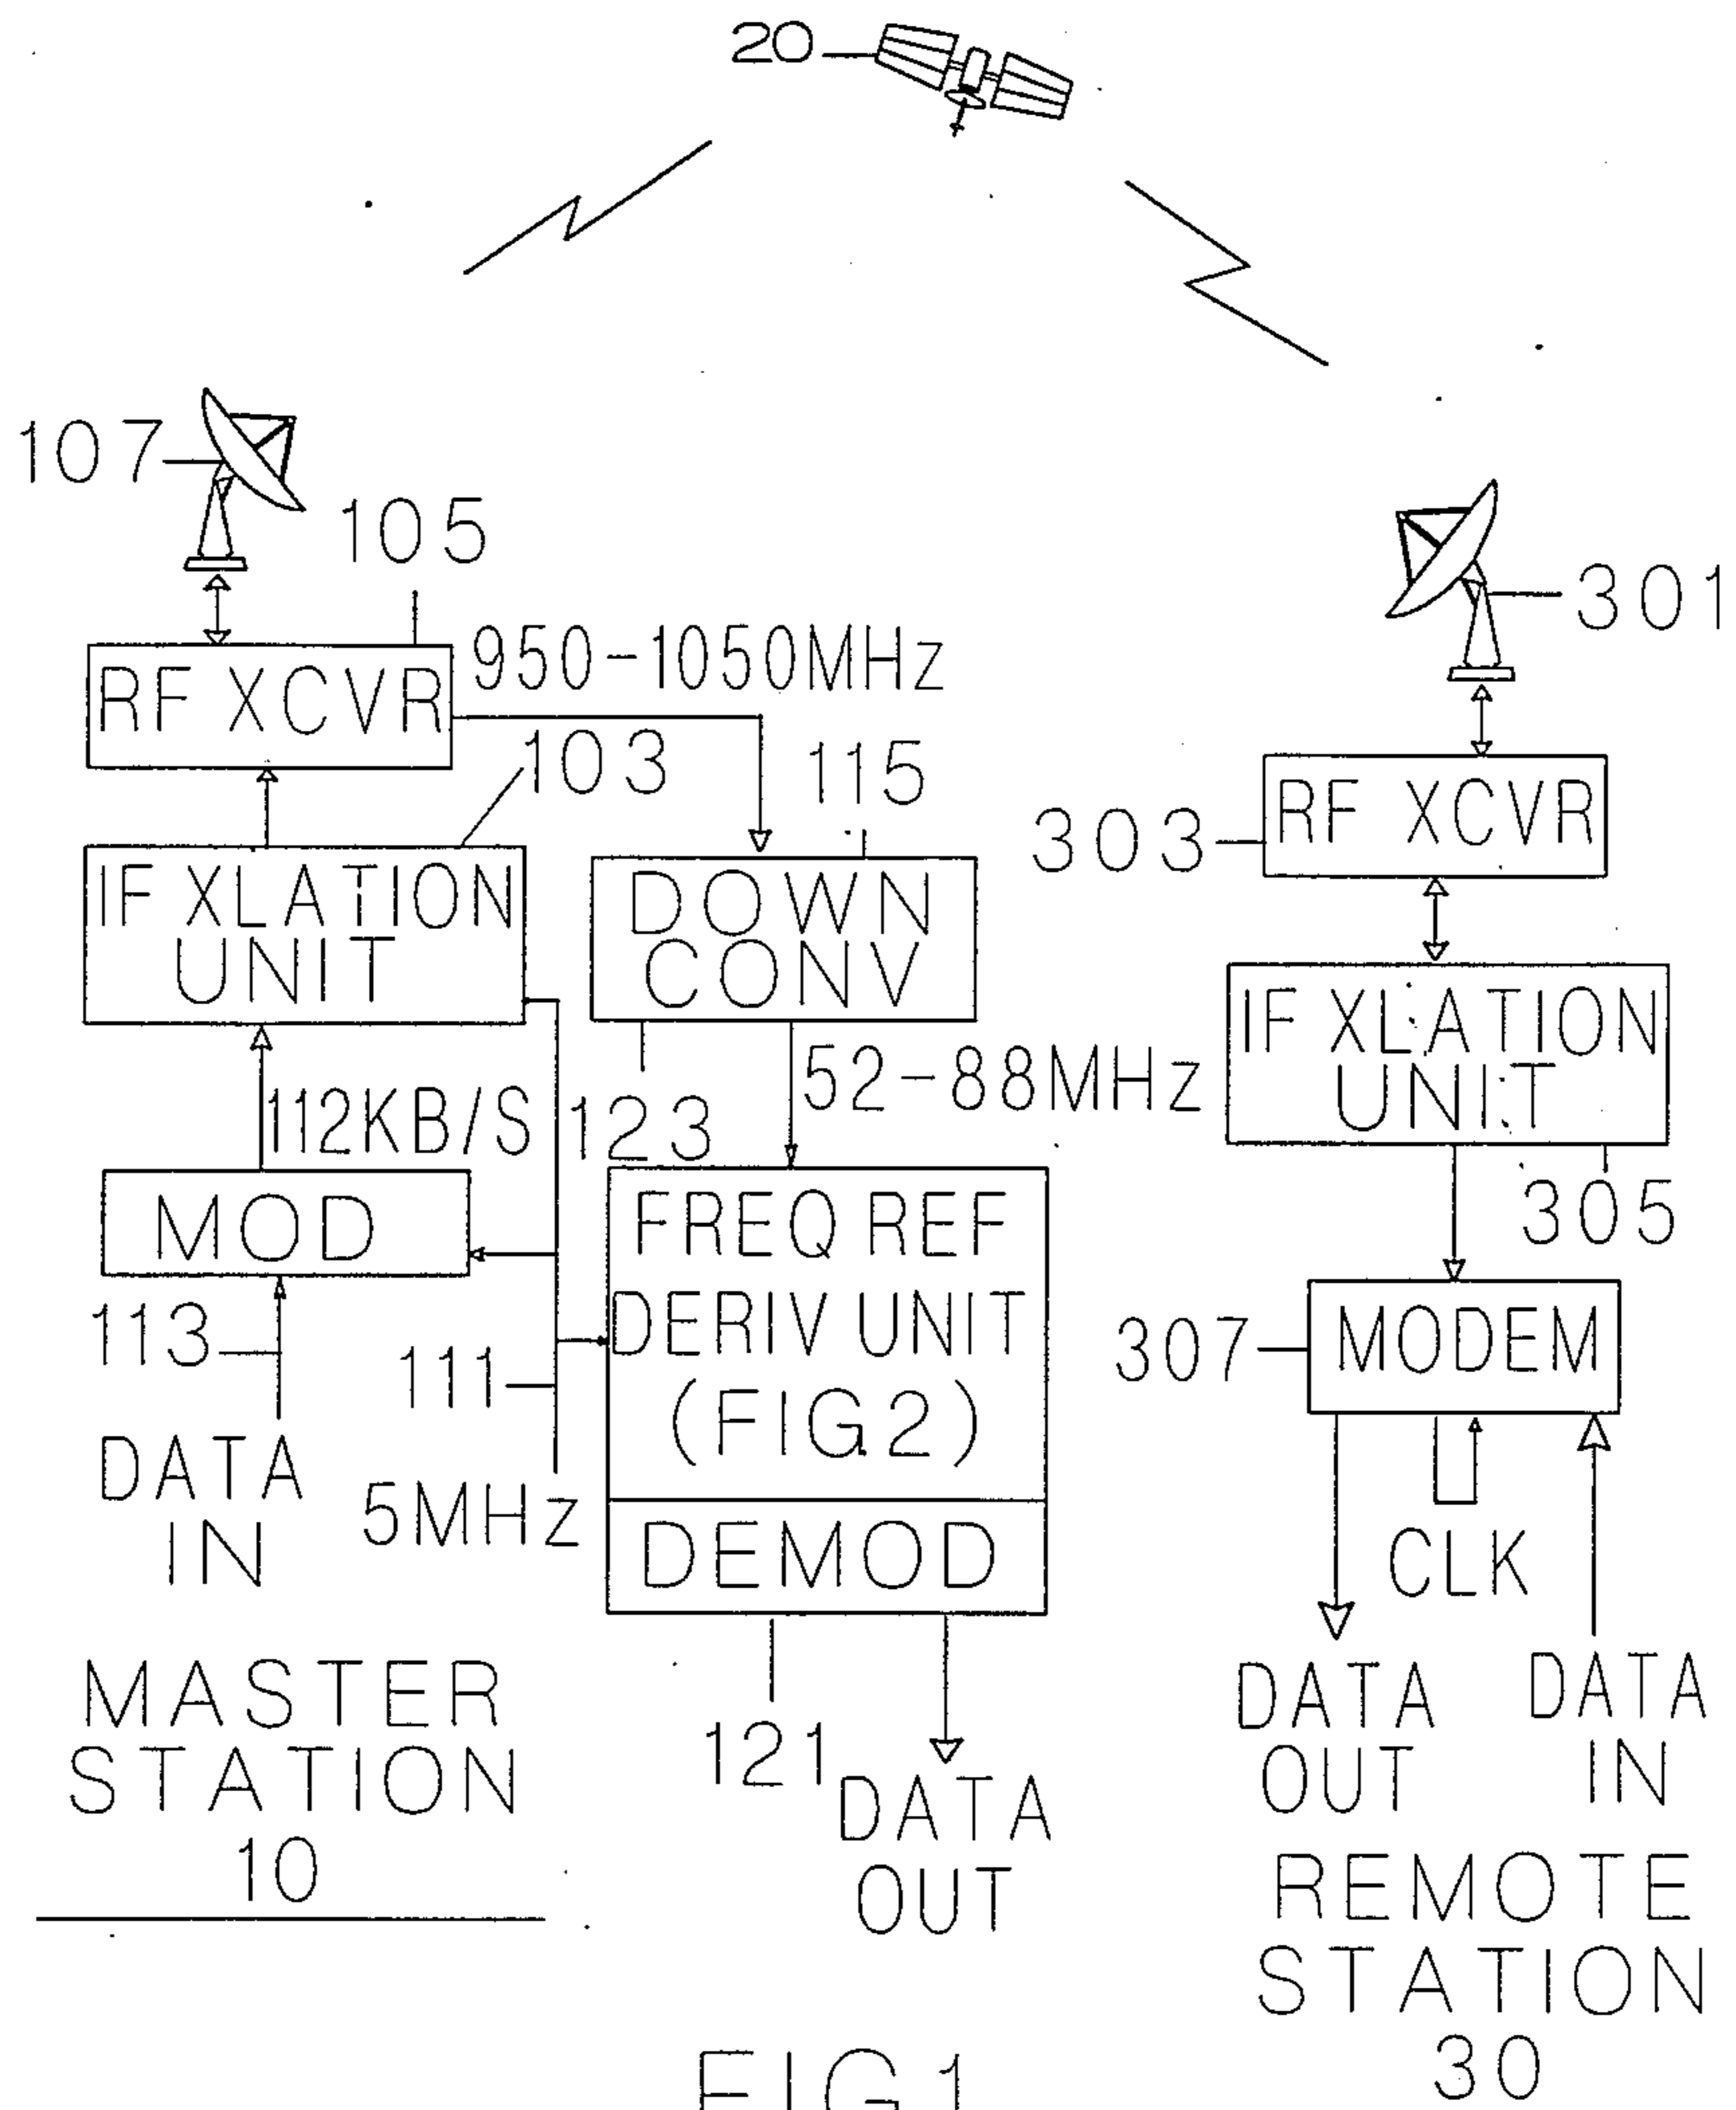 20
107
105
RF XCVR
950-1050MHz
103
115
IF XLATION
UNIT
DOWN
CONV
112KB/S
123
52-88MHz
MOD
FREQ REF
DERIV UNIT
(FIG.2)
113
111
DATA
IN
5MHz
DEMOD
121
DATA
OUT
MASTER
STATION
10
301
303
RF XCVR
IF XLATION
UNIT
305
307
MODEM
CLK
DATA
OUT
DATA
IN
REMOTE
STATION
30
FIG 1